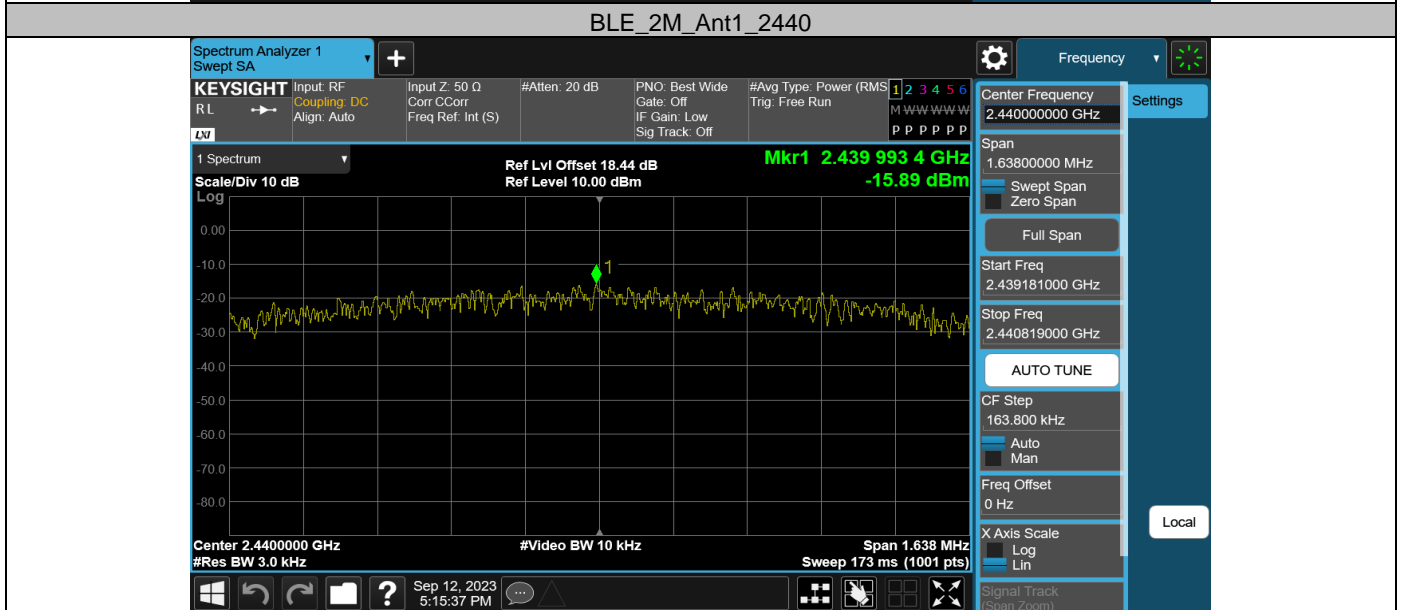 BLE_2M_Ant1_2440
Spectrum Analyzer 1
Swept SA
+
Frequency
KEYSIGHT
RL
LXI
Input: RF
Coupling: DC
Align: Auto
Input Z: 50 Ω
Corr CCorr
Freq Ref: Int (S)
#Atten: 20 dB
PNO: Best Wide
Gate: Off
IF Gain: Low
Sig Track: Off
#Avg Type: Power (RMS
Trig: Free Run
1 2 3 4 5 6
M W W W W W
P P P P P P
Center Frequency
2.440000000 GHz
Settings
Span
1.63800000 MHz
Swept Span
Zero Span
Full Span
Start Freq
2.439181000 GHz
Stop Freq
2.440819000 GHz
AUTO TUNE
CF Step
163.800 kHz
Auto
Man
Freq Offset
0 Hz
X Axis Scale
Log
Lin
Signal Track
(Span Zoom)
Local
1 Spectrum
Scale/Div 10 dB
Ref Lvl Offset 18.44 dB
Ref Level 10.00 dBm
Mkr1 2.439 993 4 GHz
-15.89 dBm
Log
0.00
-10.0
1
-20.0
-30.0
-40.0
-50.0
-60.0
-70.0
-80.0
Center 2.4400000 GHz
#Video BW 10 kHz
Span 1.638 MHz
#Res BW 3.0 kHz
Sweep 173 ms (1001 pts)
?
Sep 12, 2023
5:15:37 PM